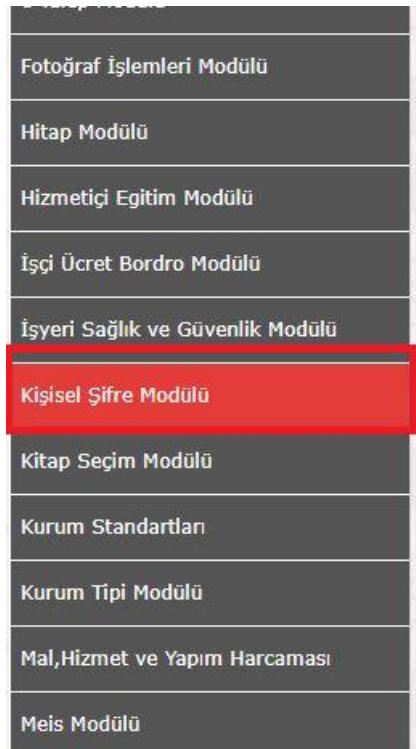 Fotoğraf İşlemleri Modülü
Hitap Modülü
Hizmetiçi Egitim Modülü
İşçi Ücret Bordro Modülü
İşyeri Sağlık ve Güvenlik Modülü
Kişisel Şifre Modülü
Kitap Seçim Modülü
Kurum Standartları
Kurum Tipi Modülü
Mal,Hizmet ve Yapım Harcaması
Meis Modülü